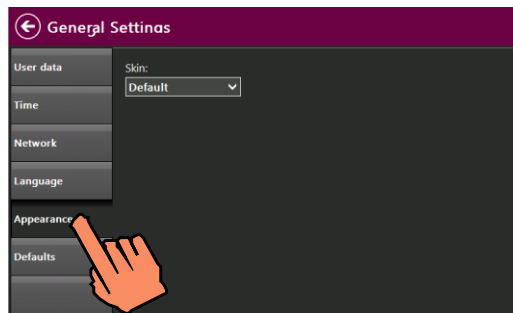 General Settings
User data
Skin:
Default
Time
Network
Language
Appearance
Defaults